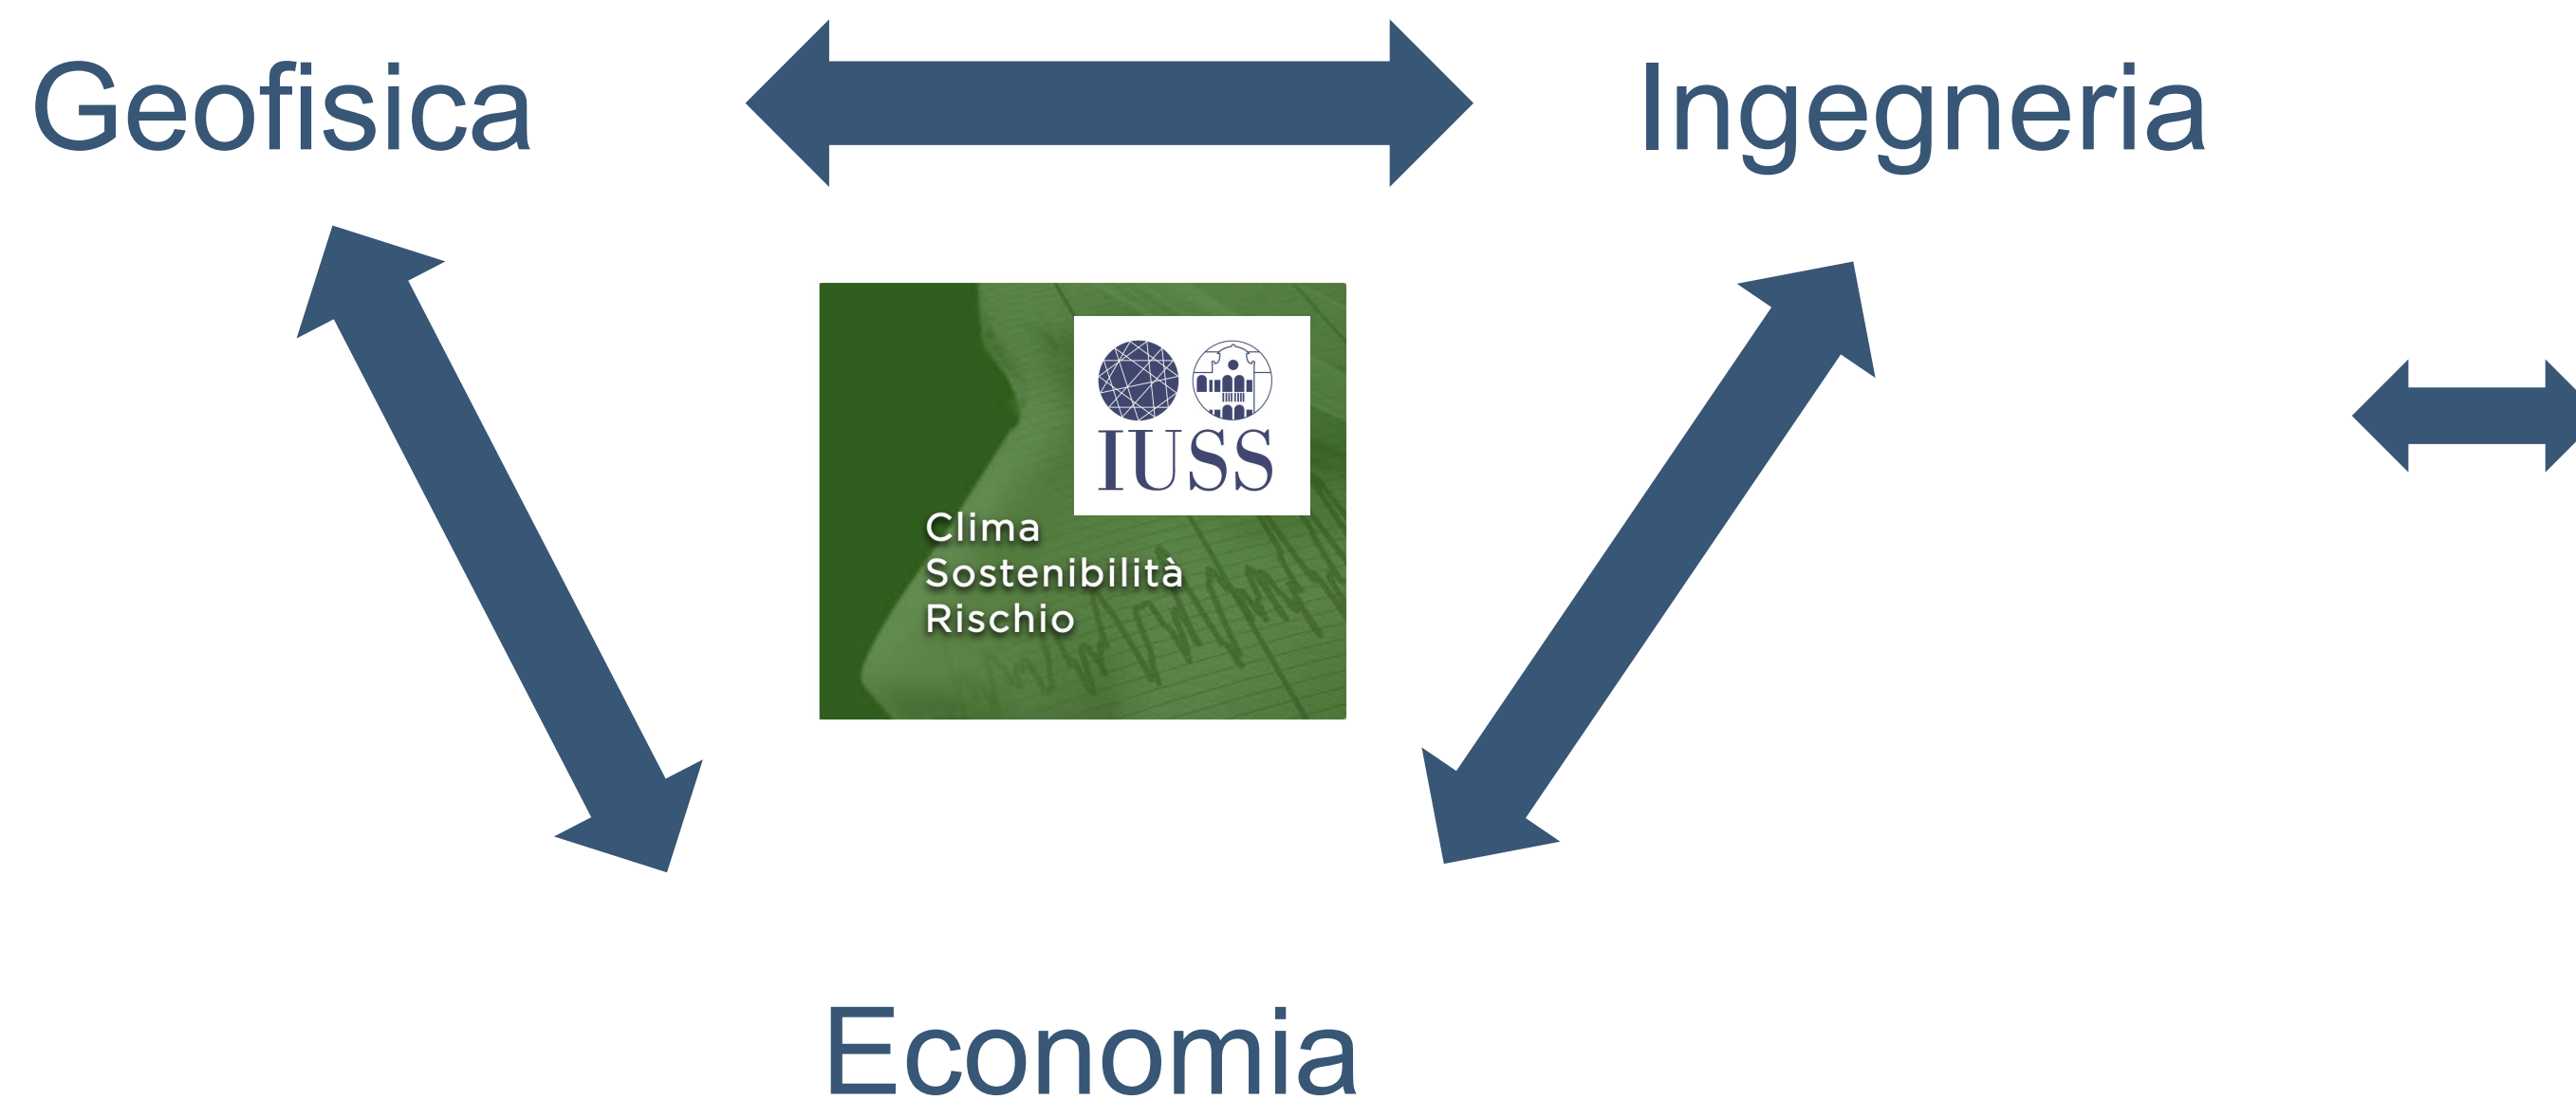 Geofisica
Ingegneria
IUSS
Clima
Sostenibilità
Rischio
Economia